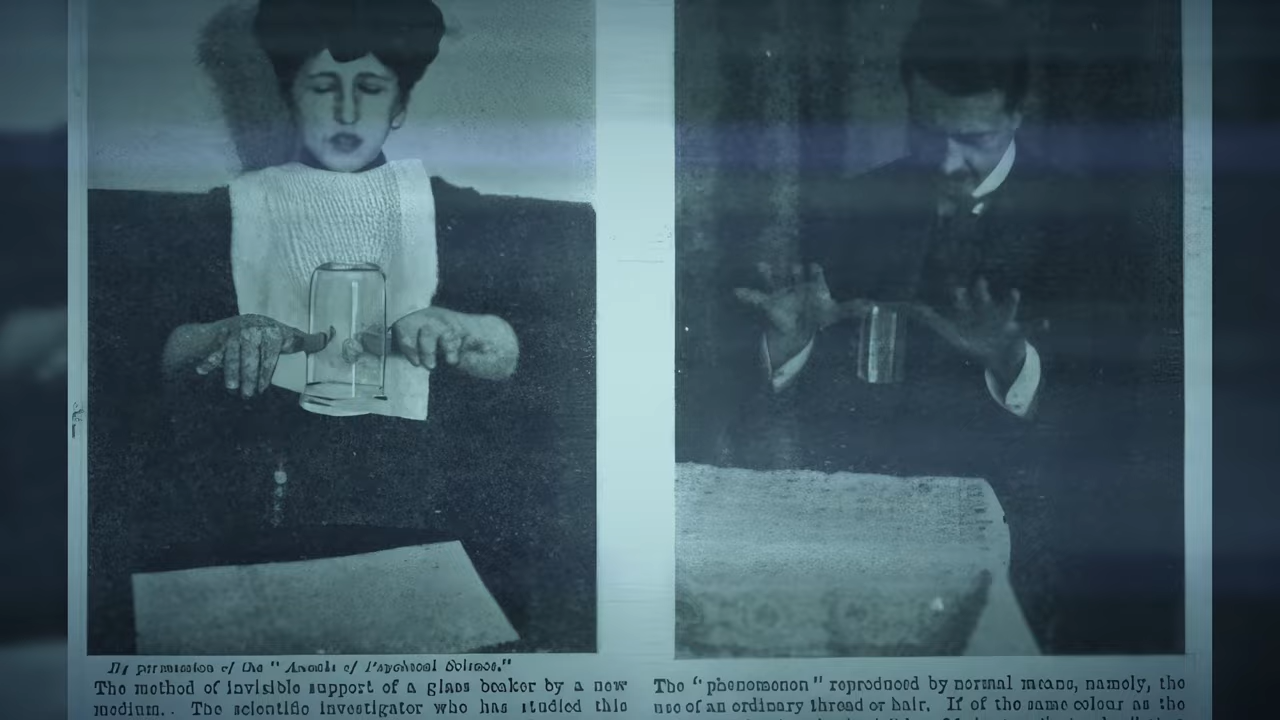 By permission of the "Annals of Psychical Science."
The method of invisible support of a glass beaker by a new
medium. . The scientific investigator who has studied this
The "phenomenon" reproduced by normal means, namely, the
use of an ordinary thread or hair. If of the same colour as the